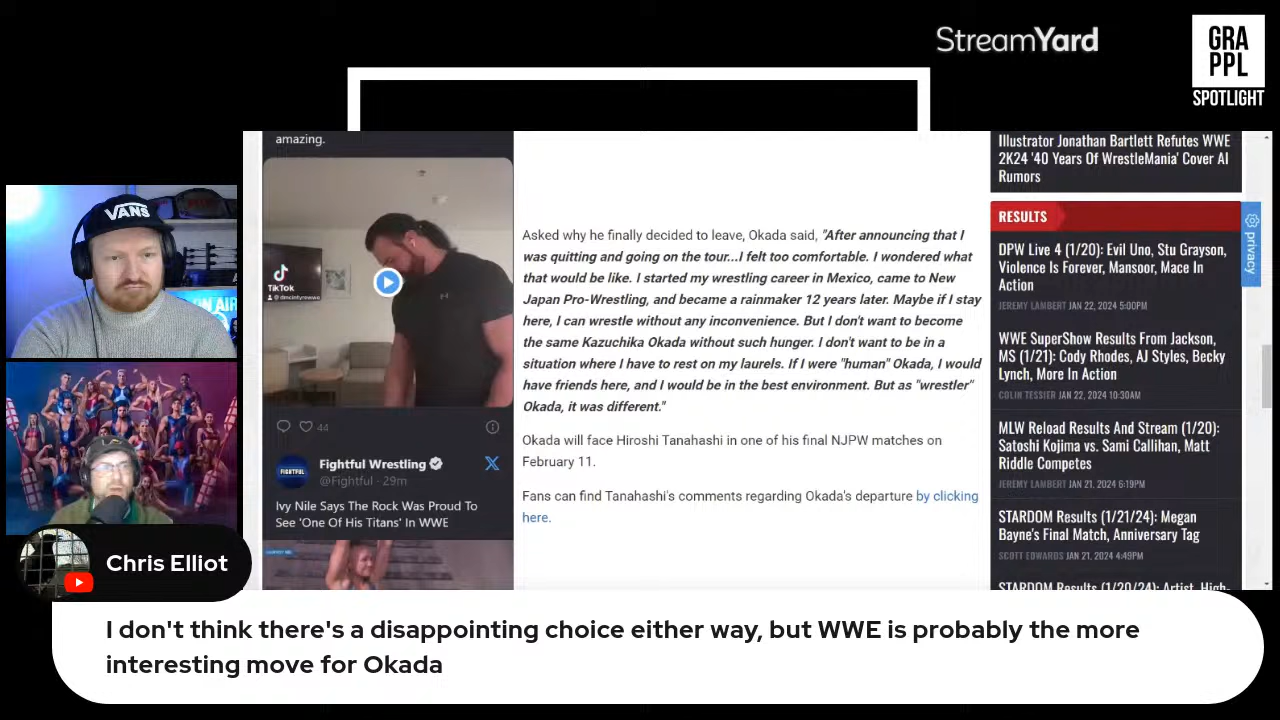 StreamYard
GRA
PPL
SPOTLIGHT
amazing.
TikTok
44
Fightful Wrestling
@Fightful · 29m
Ivy Nile Says The Rock Was Proud To
See 'One Of His Titans' In WWE
FIGHTFUL
Asked why he finally decided to leave, Okada said, "After announcing that I
was quitting and going on the tour...I felt too comfortable. I wondered what
that would be like. I started my wrestling career in Mexico, came to New
Japan Pro-Wrestling, and became a rainmaker 12 years later. Maybe if I stay
here, I can wrestle without any inconvenience. But I don't want to become
the same Kazuchika Okada without such hunger. I don't want to be in a
situation where I have to rest on my laurels. If I were "human" Okada, I would
have friends here, and I would be in the best environment. But as "wrestler"
Okada, it was different."
Okada will face Hiroshi Tanahashi in one of his final NJPW matches on
February 11.
Fans can find Tanahashi's comments regarding Okada's departure by clicking
here.
Illustrator Jonathan Bartlett Refutes WWE
2K24 '40 Years Of WrestleMania' Cover AI
Rumors
RESULTS
DPW Live 4 (1/20): Evil Uno, Stu Grayson,
Violence Is Forever, Mansoor, Mace In
Action
JEREMY LAMBERT JAN 22, 2024 5:00PM
WWE SuperShow Results From Jackson,
MS (1/21): Cody Rhodes, AJ Styles, Becky
Lynch, More In Action
COLIN TESSIER JAN 22, 2024 10:30AM
MLW Reload Results And Stream (1/20):
Satoshi Kojima vs. Sami Callihan, Matt
Riddle Competes
JEREMY LAMBERT JAN 21, 2024 6:19PM
STARDOM Results (1/21/24): Megan
Bayne's Final Match, Anniversary Tag
SCOTT EDWARDS JAN 21, 2024 4:49PM
STARDOM Results (1/20/24): Artist, High-
privacy
VANS
ON AIR
Chris Elliot
I don't think there's a disappointing choice either way, but WWE is probably the more
interesting move for Okada